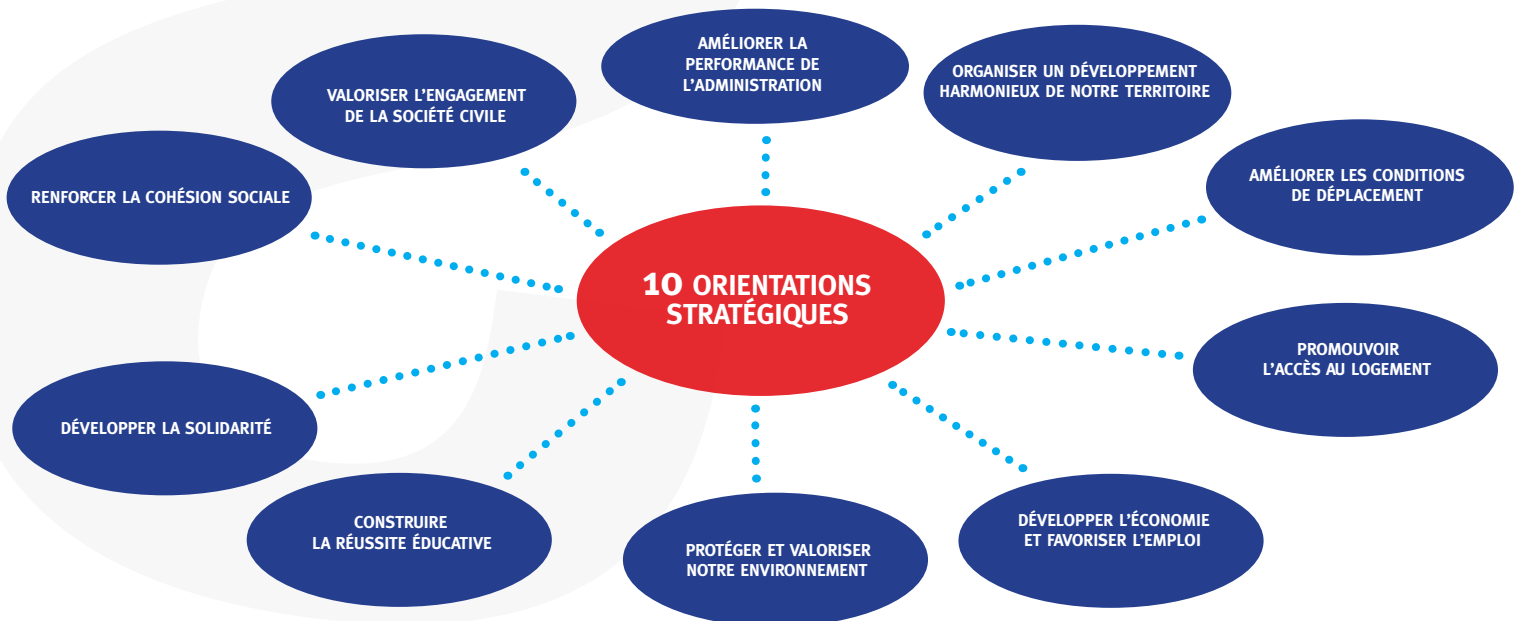 AMÉLIORER LA
PERFORMANCE DE
L'ADMINISTRATION
ORGANISER UN DÉVELOPPEMENT
HARMONIEUX DE NOTRE TERRITOIRE
VALORISER L'ENGAGEMENT
DE LA SOCIÉTÉ CIVILE
AMÉLIORER LES CONDITIONS
DE DÉPLACEMENT
RENFORCER LA COHÉSION SOCIALE
10 ORIENTATIONS
STRATÉGIQUES
PROMOUVOIR
L'ACCÈS AU LOGEMENT
DÉVELOPPER LA SOLIDARITÉ
CONSTRUIRE
LA RÉUSSITE ÉDUCATIVE
PROTÉGER ET VALORISER
NOTRE ENVIRONNEMENT
DÉVELOPPER L'ÉCONOMIE
ET FAVORISER L'EMPLOI